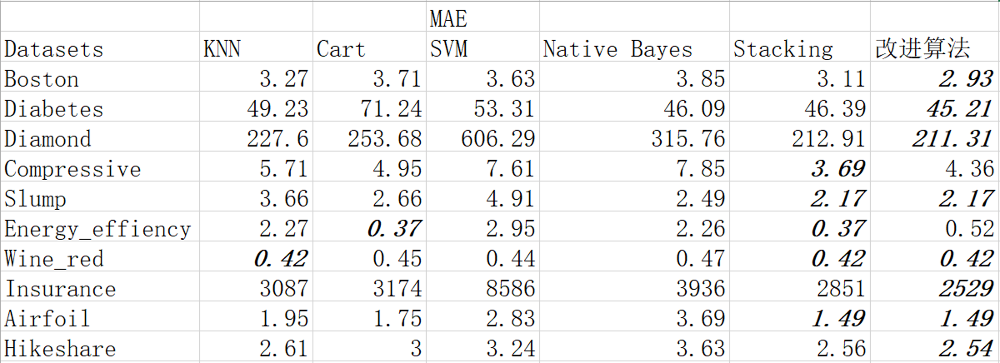 MAE
Datasets KNN Cart SVM Native Bayes Stacking 改进算法
Boston 3.27 3.71 3.63 3.85 3.11 2.93
Diabetes 49.23 71.24 53.31 46.09 46.39 45.21
Diamond 227.6 253.68 606.29 315.76 212.91 211.31
Compressive 5.71 4.95 7.61 7.85 3.69 4.36
Slump 3.66 2.66 4.91 2.49 2.17 2.17
Energy_effiency 2.27 0.37 2.95 2.26 0.37 0.52
Wine_red 0.42 0.45 0.44 0.47 0.42 0.42
Insurance 3087 3174 8586 3936 2851 2529
Airfoil 1.95 1.75 2.83 3.69 1.49 1.49
Hikeshare 2.61 3 3.24 3.63 2.56 2.54